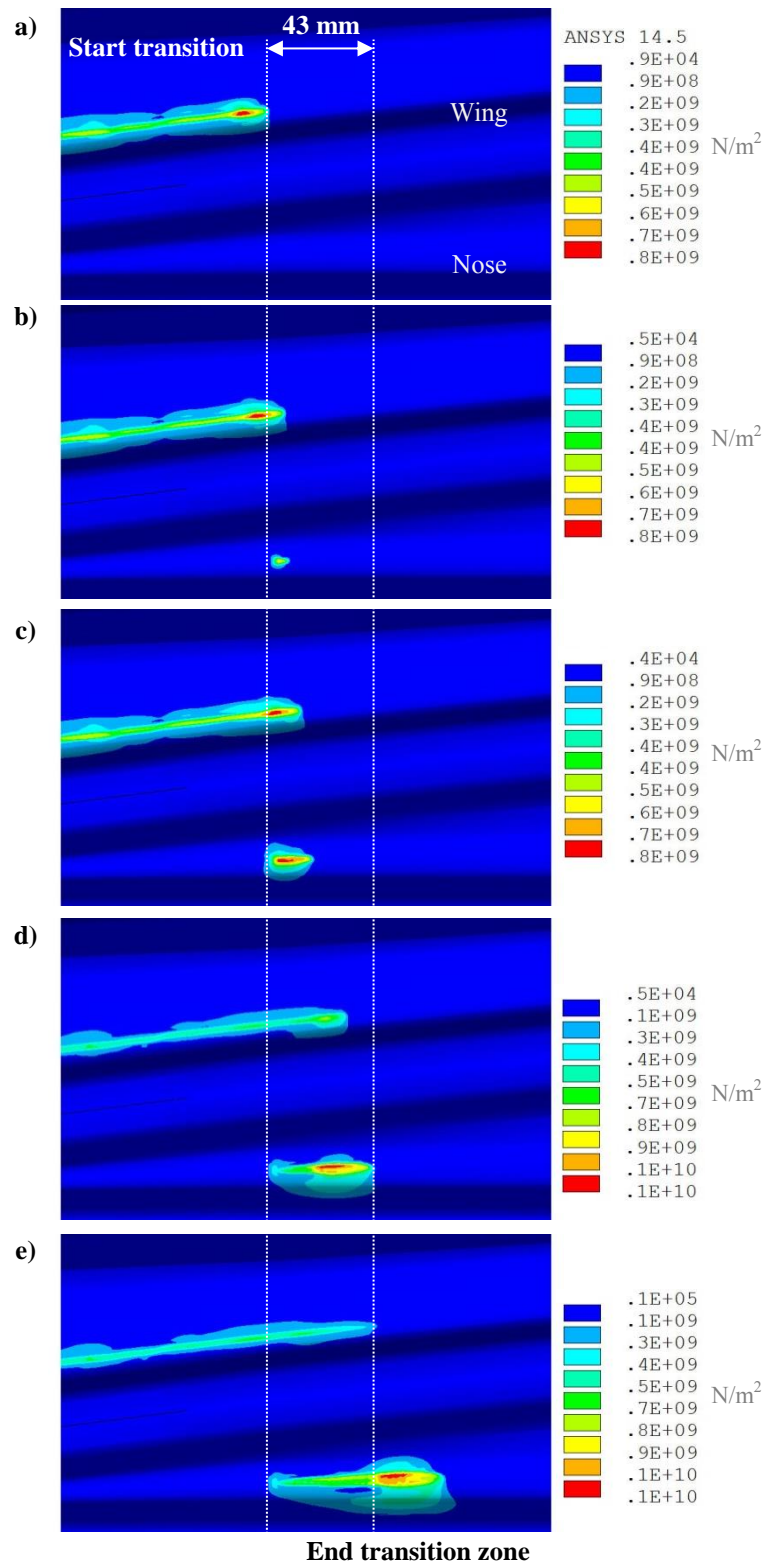 a)
43 mm
Start transition
Wing
Nose
ANSYS 14.5
.9E+04
.9E+08
.2E+09
.3E+09
.4E+09
.4E+09
.5E+09
.6E+09
.7E+09
.8E+09
N/m²
b)
.5E+04
.9E+08
.2E+09
.3E+09
.4E+09
.4E+09
.5E+09
.6E+09
.7E+09
.8E+09
N/m²
c)
.4E+04
.9E+08
.2E+09
.3E+09
.4E+09
.4E+09
.5E+09
.6E+09
.7E+09
.8E+09
N/m²
d)
.5E+04
.1E+09
.3E+09
.4E+09
.5E+09
.7E+09
.8E+09
.9E+09
.1E+10
.1E+10
N/m²
e)
.1E+05
.1E+09
.3E+09
.4E+09
.5E+09
.7E+09
.8E+09
.9E+09
.1E+10
.1E+10
N/m²
End transition zone